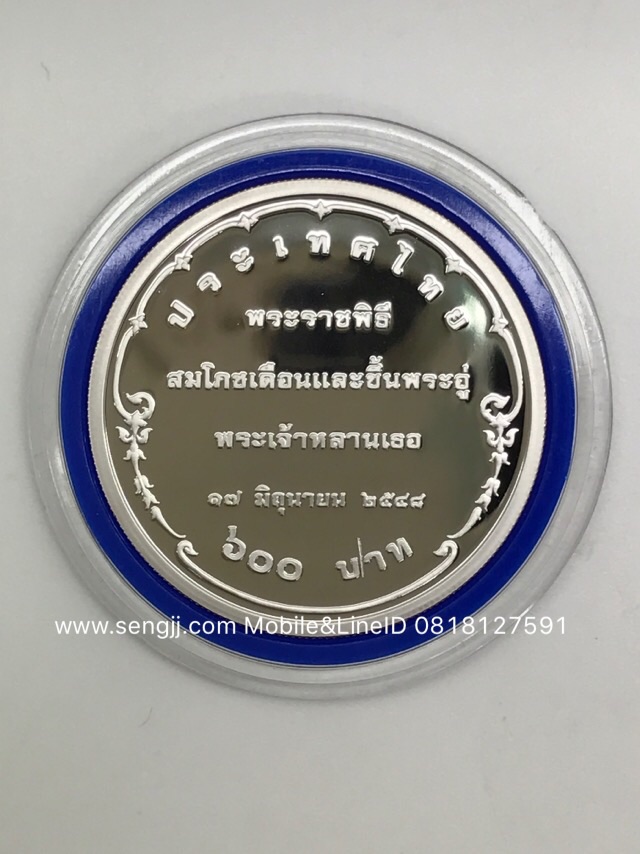 ประเทศไทย
พระราชพิธี
สมโภชเดือนและขึ้นพระอู่
พระเจ้าหลานเธอ
๑๗ มิถุนายน ๒๕๔๘
๖๐๐ บาท
www.sengjj.com Mobile&LineID 0818127591